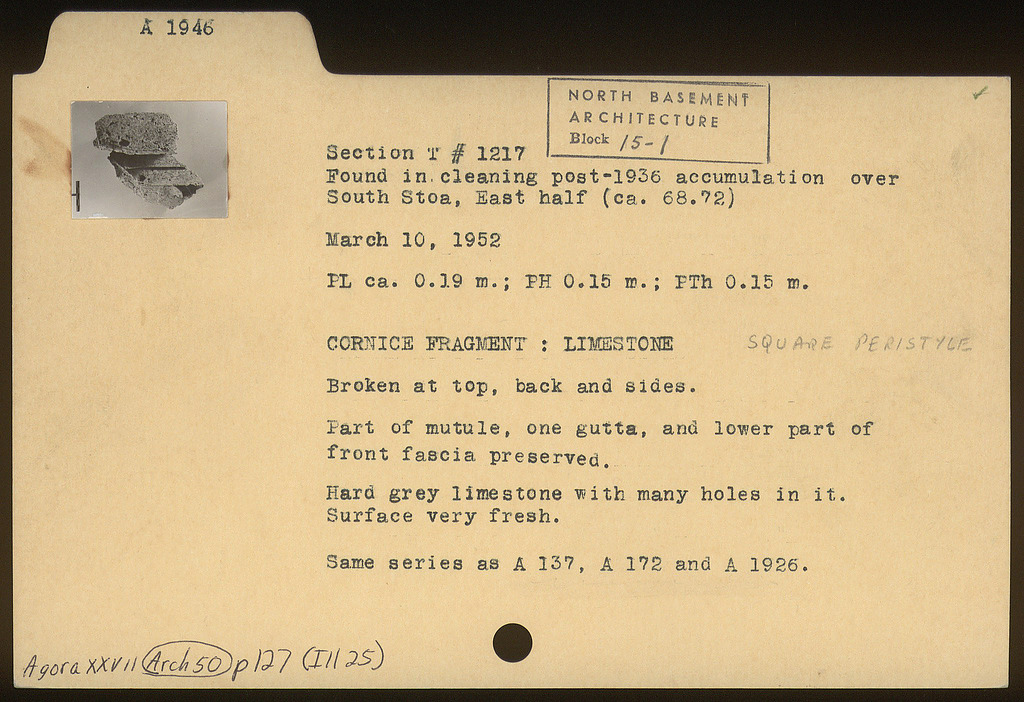 A 1946
NORTH BASEMENT
ARCHITECTURE
Block 15-1
Section T # 1217
Found in cleaning post-1936 accumulation over
South Stoa, East half (ca. 68.72)
March 10, 1952
PL ca. 0.19 m.; PH 0.15 m.; PTh 0.15 m.
CORNICE FRAGMENT : LIMESTONE SQUARE PERISTYLE
Broken at top, back and sides.
Part of mutule, one gutta, and lower part of
front fascia preserved.
Hard grey limestone with many holes in it.
Surface very fresh.
Same series as A 137, A 172 and A 1926.
Agora XXVII Arch 50 p 127 (Ill 25)